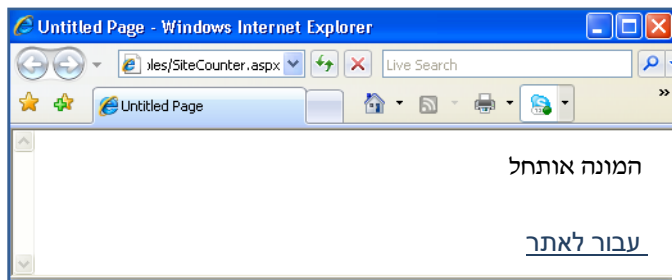 Untitled Page - Windows Internet Explorer
les/SiteCounter.aspx
Live Search
Untitled Page
»
המונה אותחל
עבור לאתר